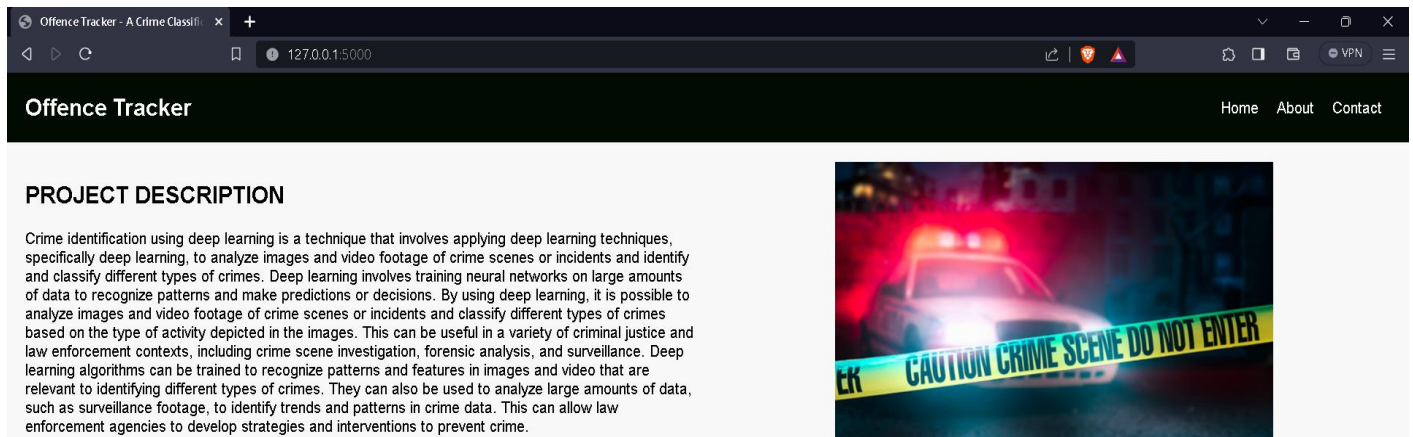 Offence Tracker - A Crime Classific
127.0.0.1:5000
VPN
Offence Tracker
Home About Contact
PROJECT DESCRIPTION
Crime identification using deep learning is a technique that involves applying deep learning techniques,
specifically deep learning, to analyze images and video footage of crime scenes or incidents and identify
and classify different types of crimes. Deep learning involves training neural networks on large amounts
of data to recognize patterns and make predictions or decisions. By using deep learning, it is possible to
analyze images and video footage of crime scenes or incidents and classify different types of crimes
based on the type of activity depicted in the images. This can be useful in a variety of criminal justice and
law enforcement contexts, including crime scene investigation, forensic analysis, and surveillance. Deep
learning algorithms can be trained to recognize patterns and features in images and video that are
relevant to identifying different types of crimes. They can also be used to analyze large amounts of data,
such as surveillance footage, to identify trends and patterns in crime data. This can allow law
enforcement agencies to develop strategies and interventions to prevent crime.
ER CAUTION CRIME SCENE DO NOT ENTER